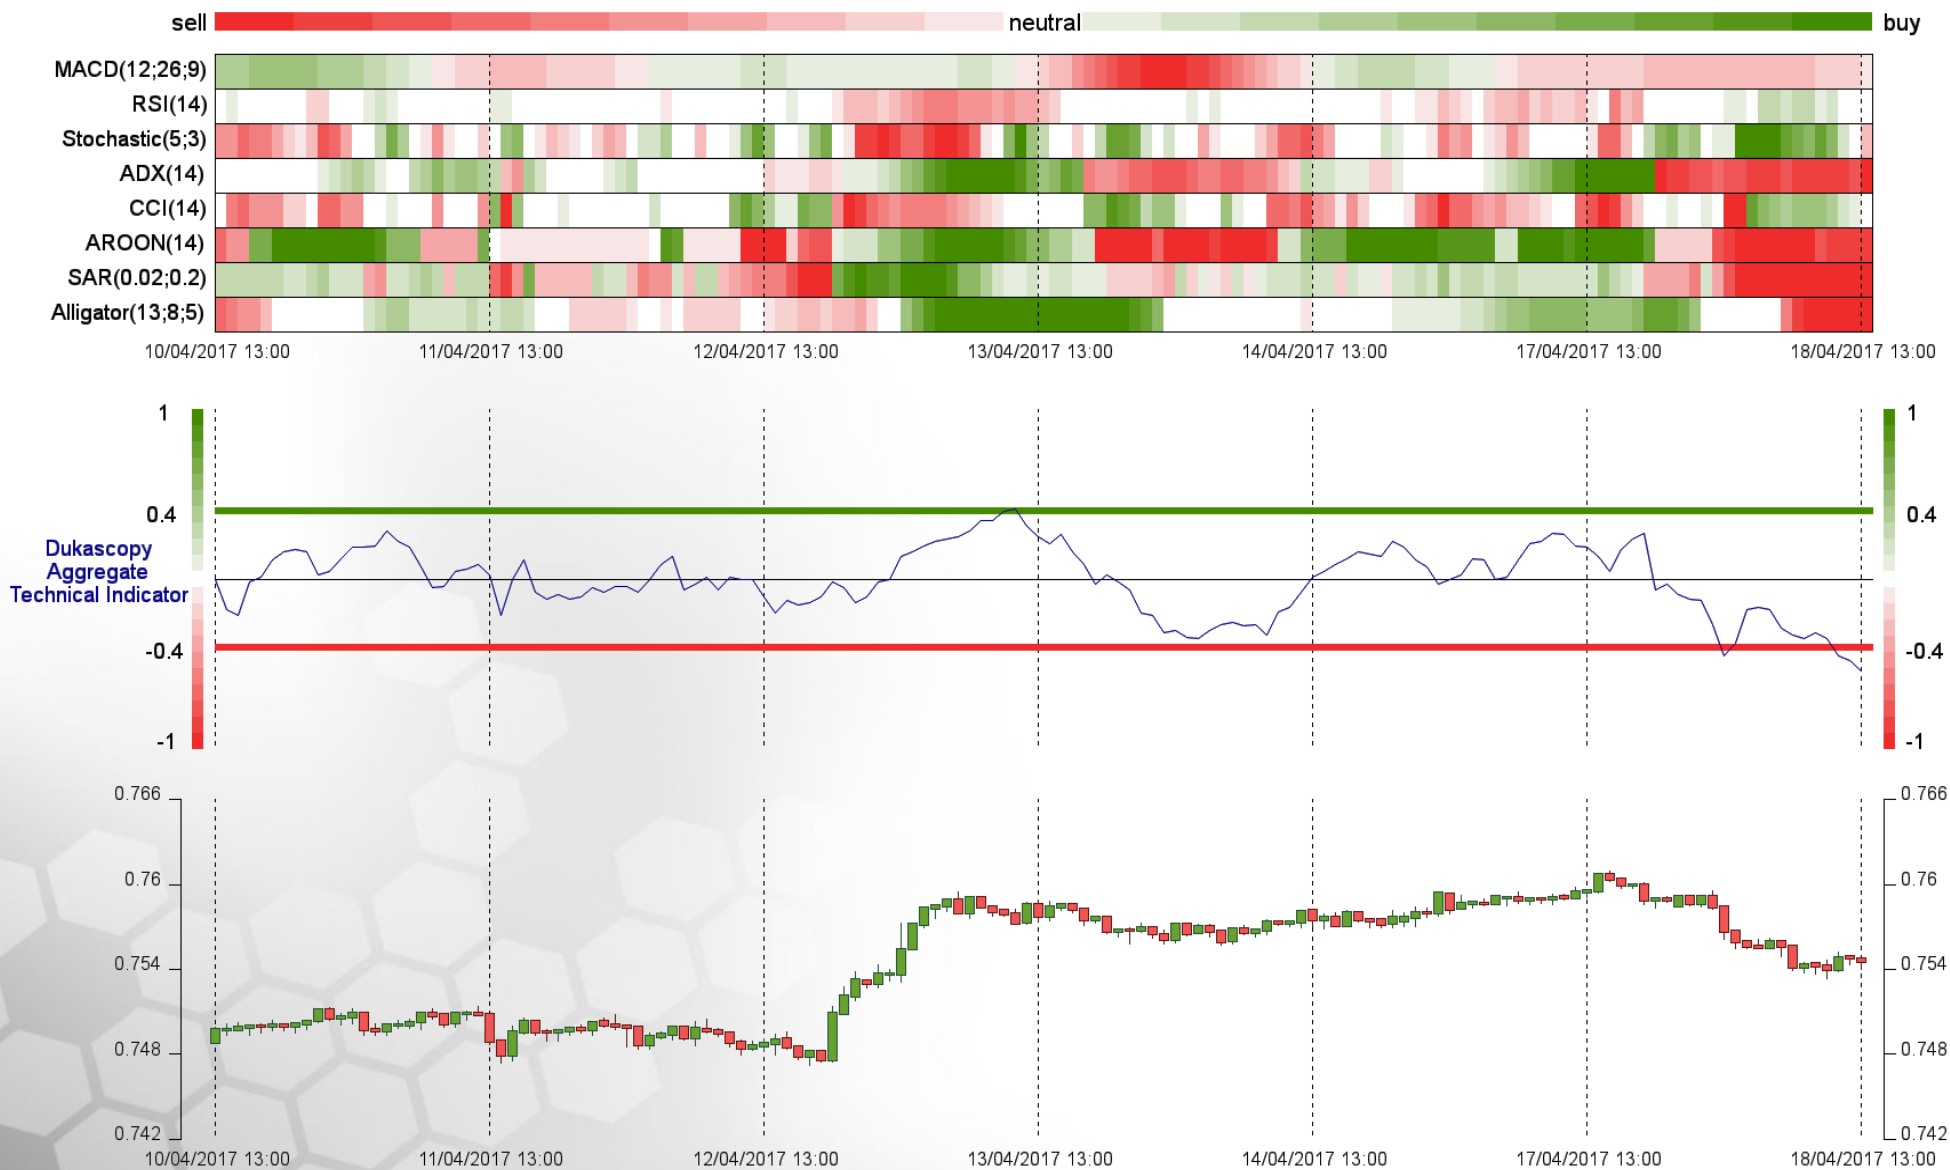 sell neutral buy
MACD(12;26;9)
RSI(14)
Stochastic(5;3)
ADX(14)
CCI(14)
AROON(14)
SAR(0.02;0.2)
Alligator(13;8;5)
10/04/2017 13:00 11/04/2017 13:00 12/04/2017 13:00 13/04/2017 13:00 14/04/2017 13:00 17/04/2017 13:00 18/04/2017 13:00
1 1
0.4 0.4
Dukascopy
Aggregate
Technical Indicator
-0.4 -0.4
-1 -1
0.766 0.766
0.76 0.76
0.754 0.754
0.748 0.748
0.742 0.742
10/04/2017 13:00 11/04/2017 13:00 12/04/2017 13:00 13/04/2017 13:00 14/04/2017 13:00 17/04/2017 13:00 18/04/2017 13:00